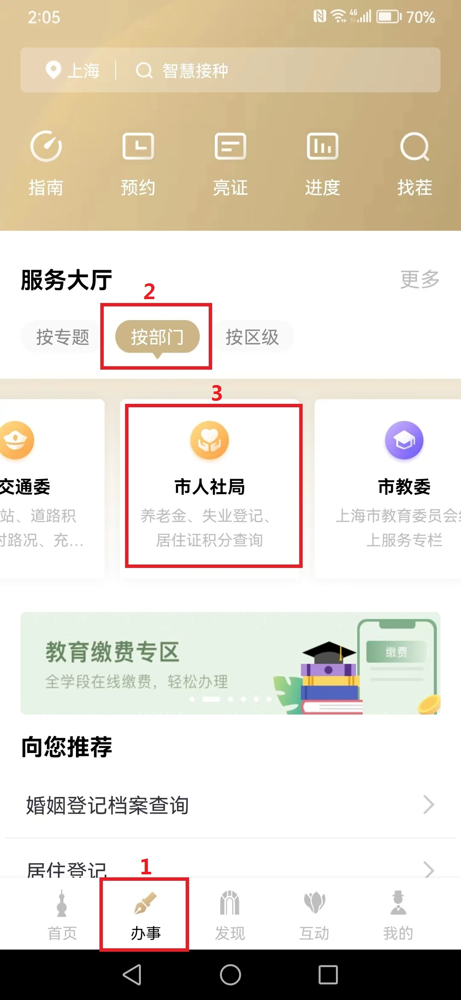 2:05
4G
70%
上海
智慧接种
指南
预约
亮证
进度
找茬
服务大厅
更多
2
按专题
按部门
按区级
3
交通委
站、道路积
时路况、充...
市人社局
养老金、失业登记、
居住证积分查询
市教委
上海市教育委员会
上服务专栏
教育缴费专区
全学段在线缴费，轻松办理
缴费
向您推荐
婚姻登记档案查询
居住登记
1
首页
办事
发现
互动
我的